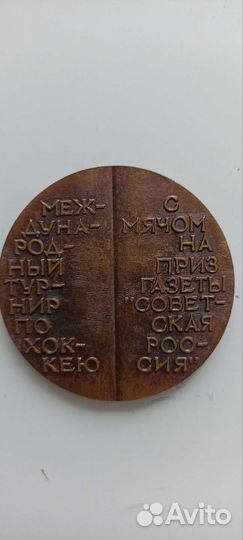 МЕЖ-
ДУНА-
РОД-
НЫЙ
ТУР-
НИР
ПО
ХОК-
КЕЮ
С
МЯЧОМ
НА
ПРИЗ
ГАЗЕТЫ
"СОВЕТ-
СКАЯ
РОС-
СИЯ"
Avito